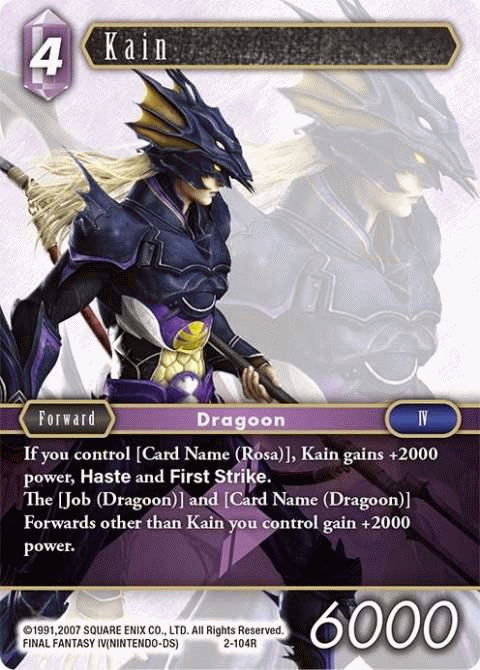 4
Kain
Forward
Dragoon
IV
If you control [Card Name (Rosa)], Kain gains +2000
power, Haste and First Strike.
The [Job (Dragoon)] and [Card Name (Dragoon)]
Forwards other than Kain you control gain +2000
power.
©1991,2007 SQUARE ENIX CO., LTD. All Rights Reserved.
FINAL FANTASY IV(NINTENDO-DS) 2-104R
6000